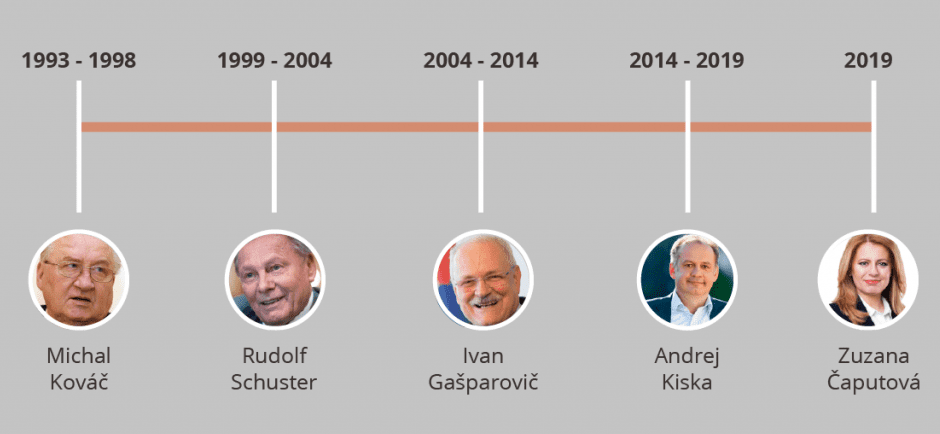 1993 - 1998
1999 - 2004
2004 - 2014
2014 - 2019
2019
Michal
Kováč
Rudolf
Schuster
Ivan
Gašparovič
Andrej
Kiska
Zuzana
Čaputová